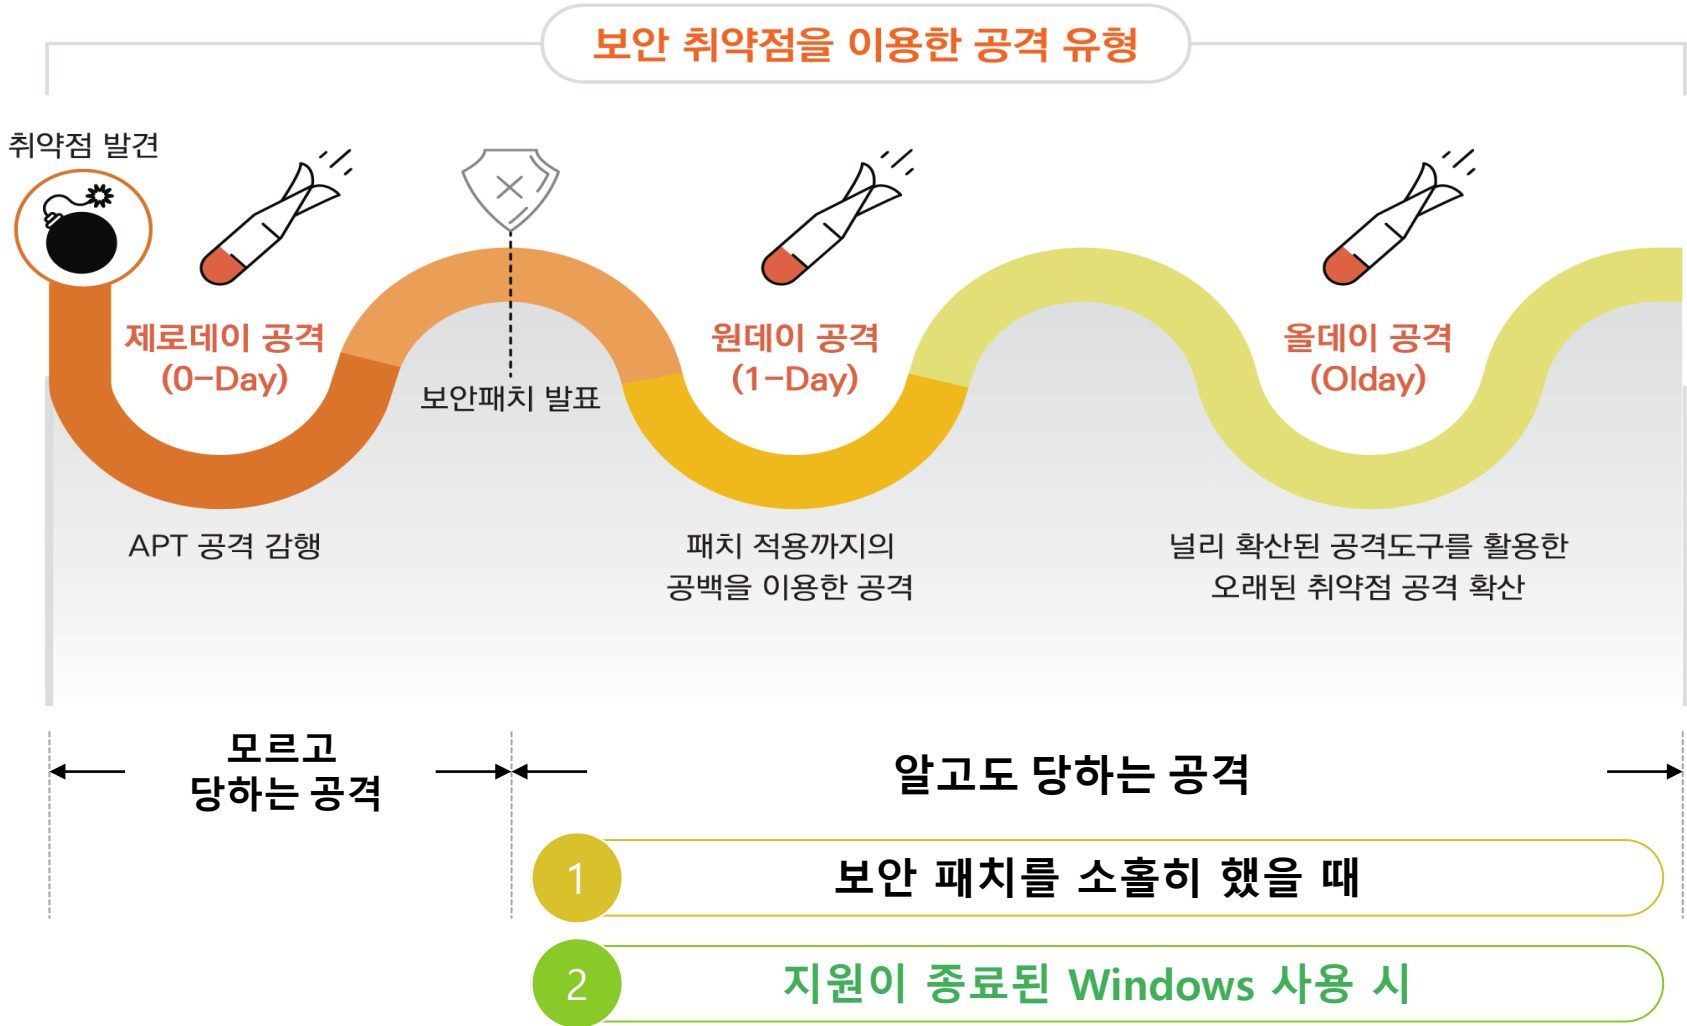 보안 취약점을 이용한 공격 유형
취약점 발견
제로데이 공격
(0-Day)
보안패치 발표
원데이 공격
(1-Day)
올데이 공격
(Olday)
APT 공격 감행
패치 적용까지의
공백을 이용한 공격
널리 확산된 공격도구를 활용한
오래된 취약점 공격 확산
모르고
당하는 공격
알고도 당하는 공격
1 보안 패치를 소홀히 했을 때
2 지원이 종료된 Windows 사용 시